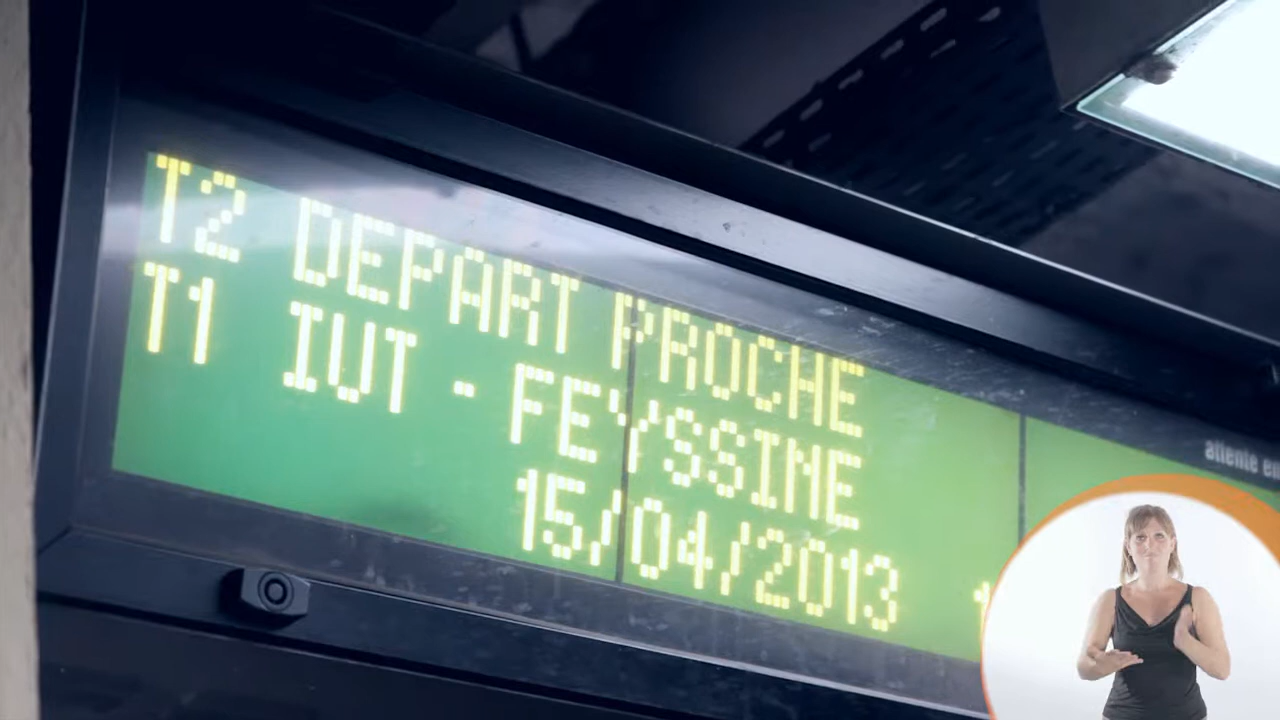 T2 DEPART PROCHE
T1 IUT - FEYSSINE
15/04/2013
attente